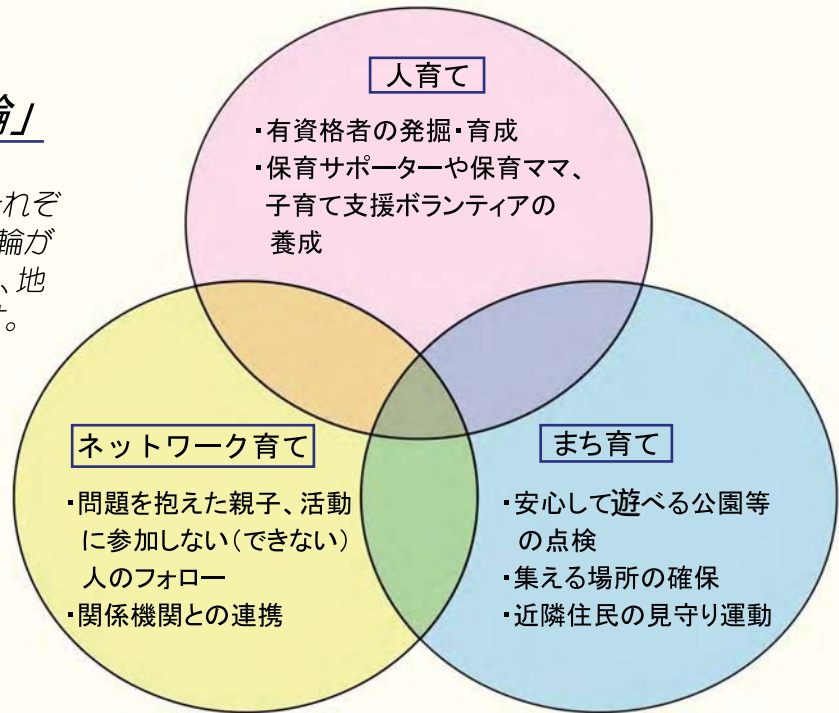 輪」
れぞ
輪が
、地
。
人育て
・有資格者の発掘・育成
・保育サポーターや保育ママ、
子育て支援ボランティアの
養成
ネットワーク育て
・問題を抱えた親子、活動
に参加しない（できない）
人のフォロー
・関係機関との連携
まち育て
・安心して遊べる公園等
の点検
・集える場所の確保
・近隣住民の見守り運動